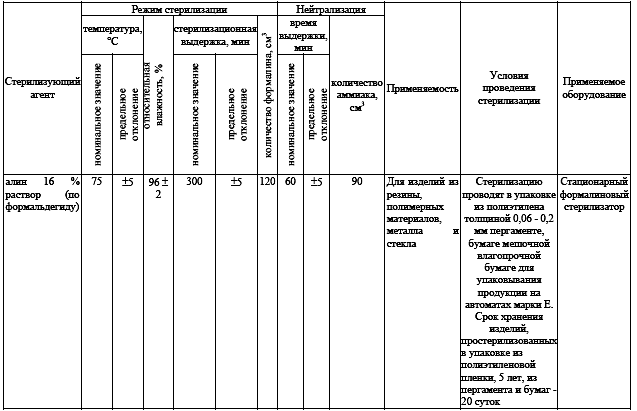 Стерилизующий
агент
Режим стерилизации
температура,
°С
номинальное значение
предельное
отклонение
относительная
влажность, %
стерилизационная
выдержка, мин
номинальное значение
предельное
отклонение
количество формалина, см³
Нейтрализация
время
выдержки,
мин
номинальное значение
предельное
отклонение
количество
аммиака,
см³
Применяемость
Условия
проведения
стерилизации
Применяемое
оборудование
алин 16 %
раствор (по
формальдегиду)
75
±5
96 ±
2
300
±5
120
60
±5
90
Для изделий из
резины,
полимерных
материалов,
металла и
стекла
Стерилизацию
проводят в упаковке
из полиэтилена
толщиной 0,06 - 0,2
мм пергаменте,
бумаге мешочной
влагопрочной
бумаге для
упаковывания
продукции на
автоматах марки Е.
Срок хранения
изделий,
простерилизованных
в упаковке из
полиэтиленовой
пленки, 5 лет, из
пергамента и бумаг -
20 суток
Стационарный
формалиновый
стерилизатор